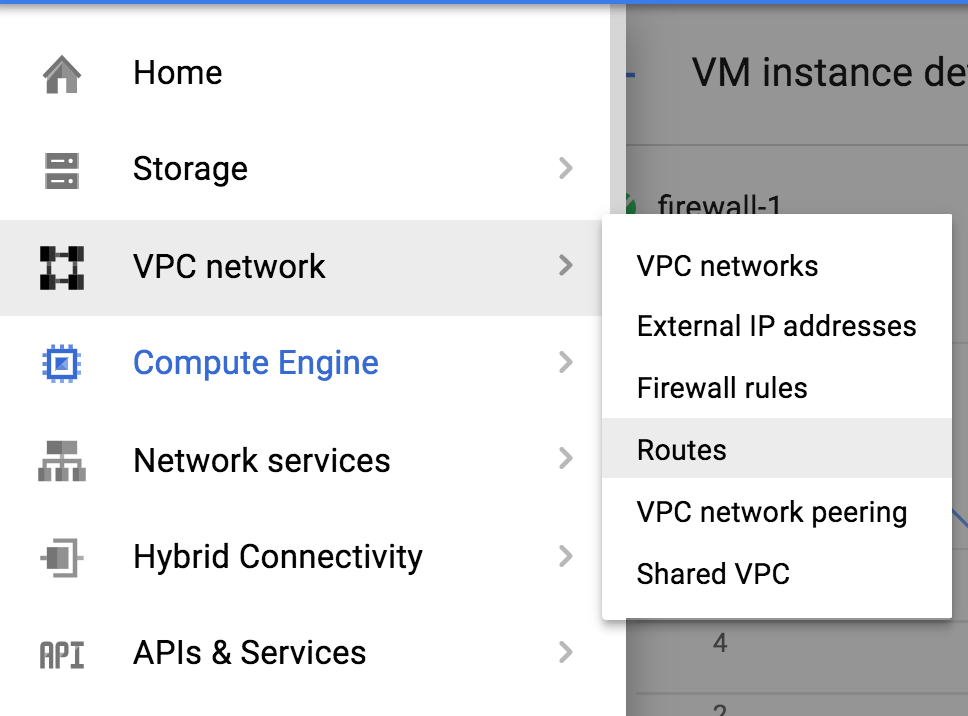 Home
Storage
VPC network
Compute Engine
Network services
Hybrid Connectivity
API APIs & Services
VM instance de
firewall-1
VPC networks
External IP addresses
Firewall rules
Routes
VPC network peering
Shared VPC
4
2